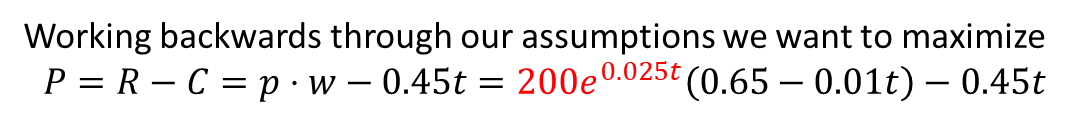 Working backwards through our assumptions we want to maximize
𝑃 = 𝑅 − 𝐶 = 𝑝 ∙ 𝑤 − 0.45𝑡 = 200𝑒^{0.025𝑡}(0.65 − 0.01𝑡) − 0.45𝑡